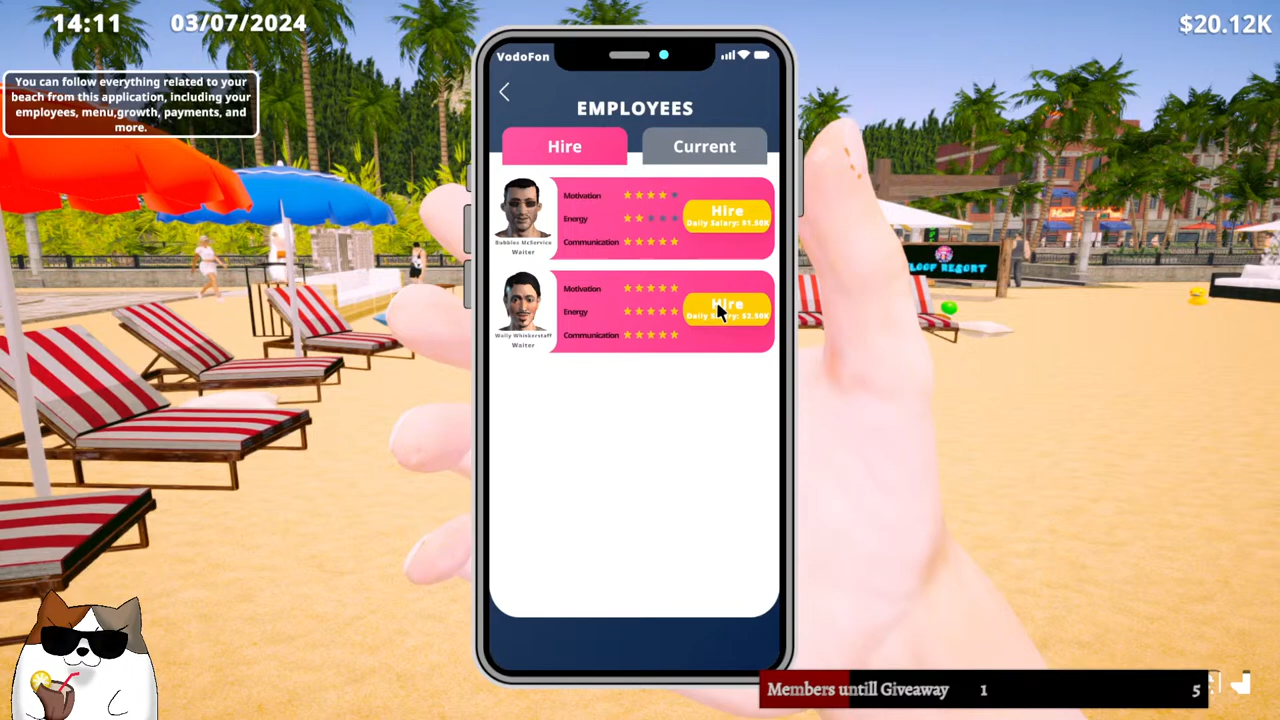 14:11 03/07/2024
$20.12K
You can follow everything related to your
beach from this application, including your
employees, menu,growth, payments, and
more.
VodoFon
EMPLOYEES
Hire
Current
Motivation
Energy
Communication
Hire
Daily Salary: $1.50K
Bubbles McService
Waiter
Motivation
Energy
Communication
Hire
Daily Salary: $2.50K
Wally Whiskerstaff
Waiter
LOOF RESORT
Members untill Giveaway 1 5